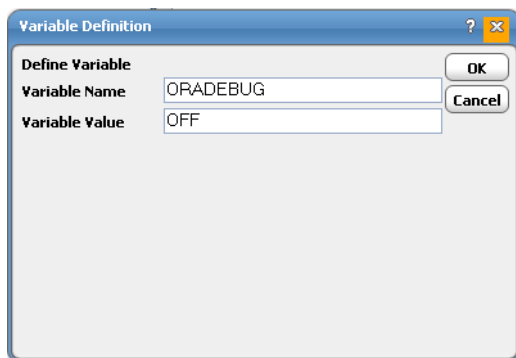 Variable Definition ?
Define Variable
OK
Variable Name ORADEBUG
Cancel
Variable Value OFF